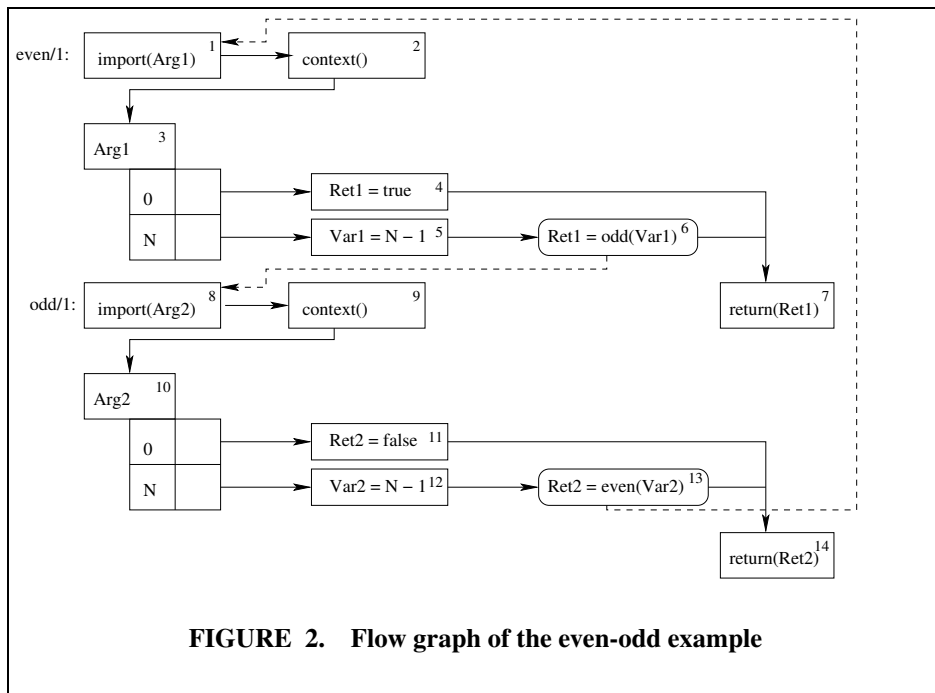 even/1: import(Arg1) 1 context() 2
Arg1 3
0 Ret1 = true 4
N Var1 = N − 1 5 Ret1 = odd(Var1) 6
odd/1: import(Arg2) 8 context() 9 return(Ret1) 7
Arg2 10
0 Ret2 = false 11
N Var2 = N − 1 12 Ret2 = even(Var2) 13
return(Ret2) 14
FIGURE 2. Flow graph of the even-odd example